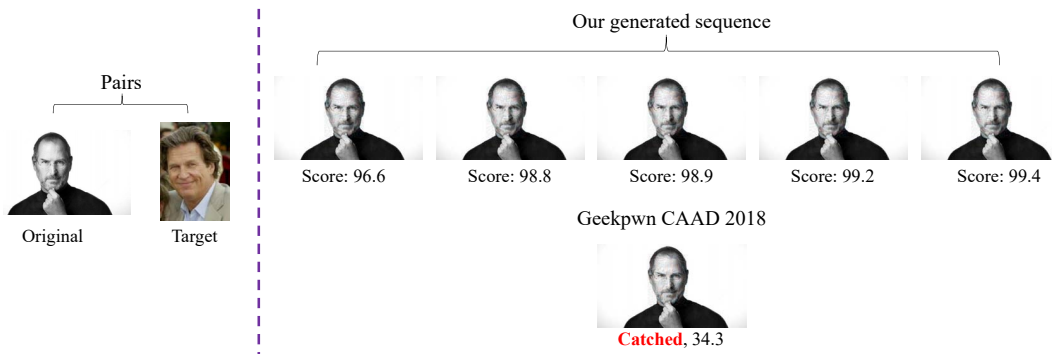 Pairs
Original
Target
Our generated sequence
Score: 96.6
Score: 98.8
Score: 98.9
Score: 99.2
Score: 99.4
Geekpwn CAAD 2018
Catched, 34.3